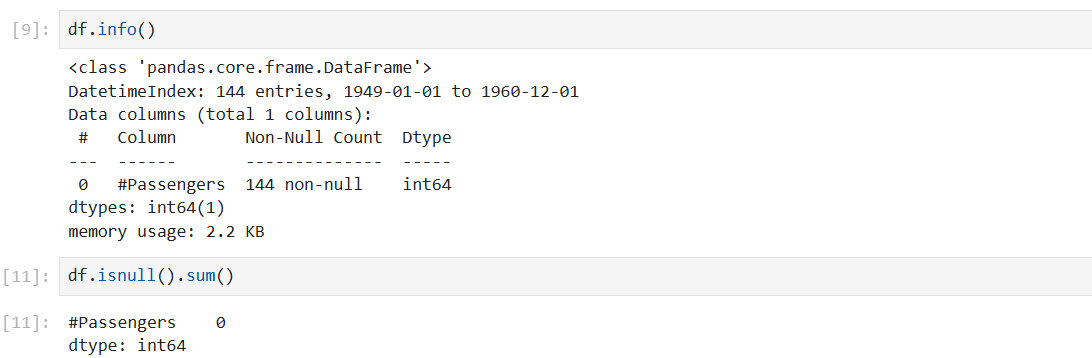 [9]: df.info()
<class 'pandas.core.frame.DataFrame'>
DatetimeIndex: 144 entries, 1949-01-01 to 1960-12-01
Data columns (total 1 columns):
 #   Column       Non-Null Count  Dtype
---  ------       --------------  -----
 0   #Passengers  144 non-null    int64
dtypes: int64(1)
memory usage: 2.2 KB
[11]: df.isnull().sum()
[11]: #Passengers    0
dtype: int64